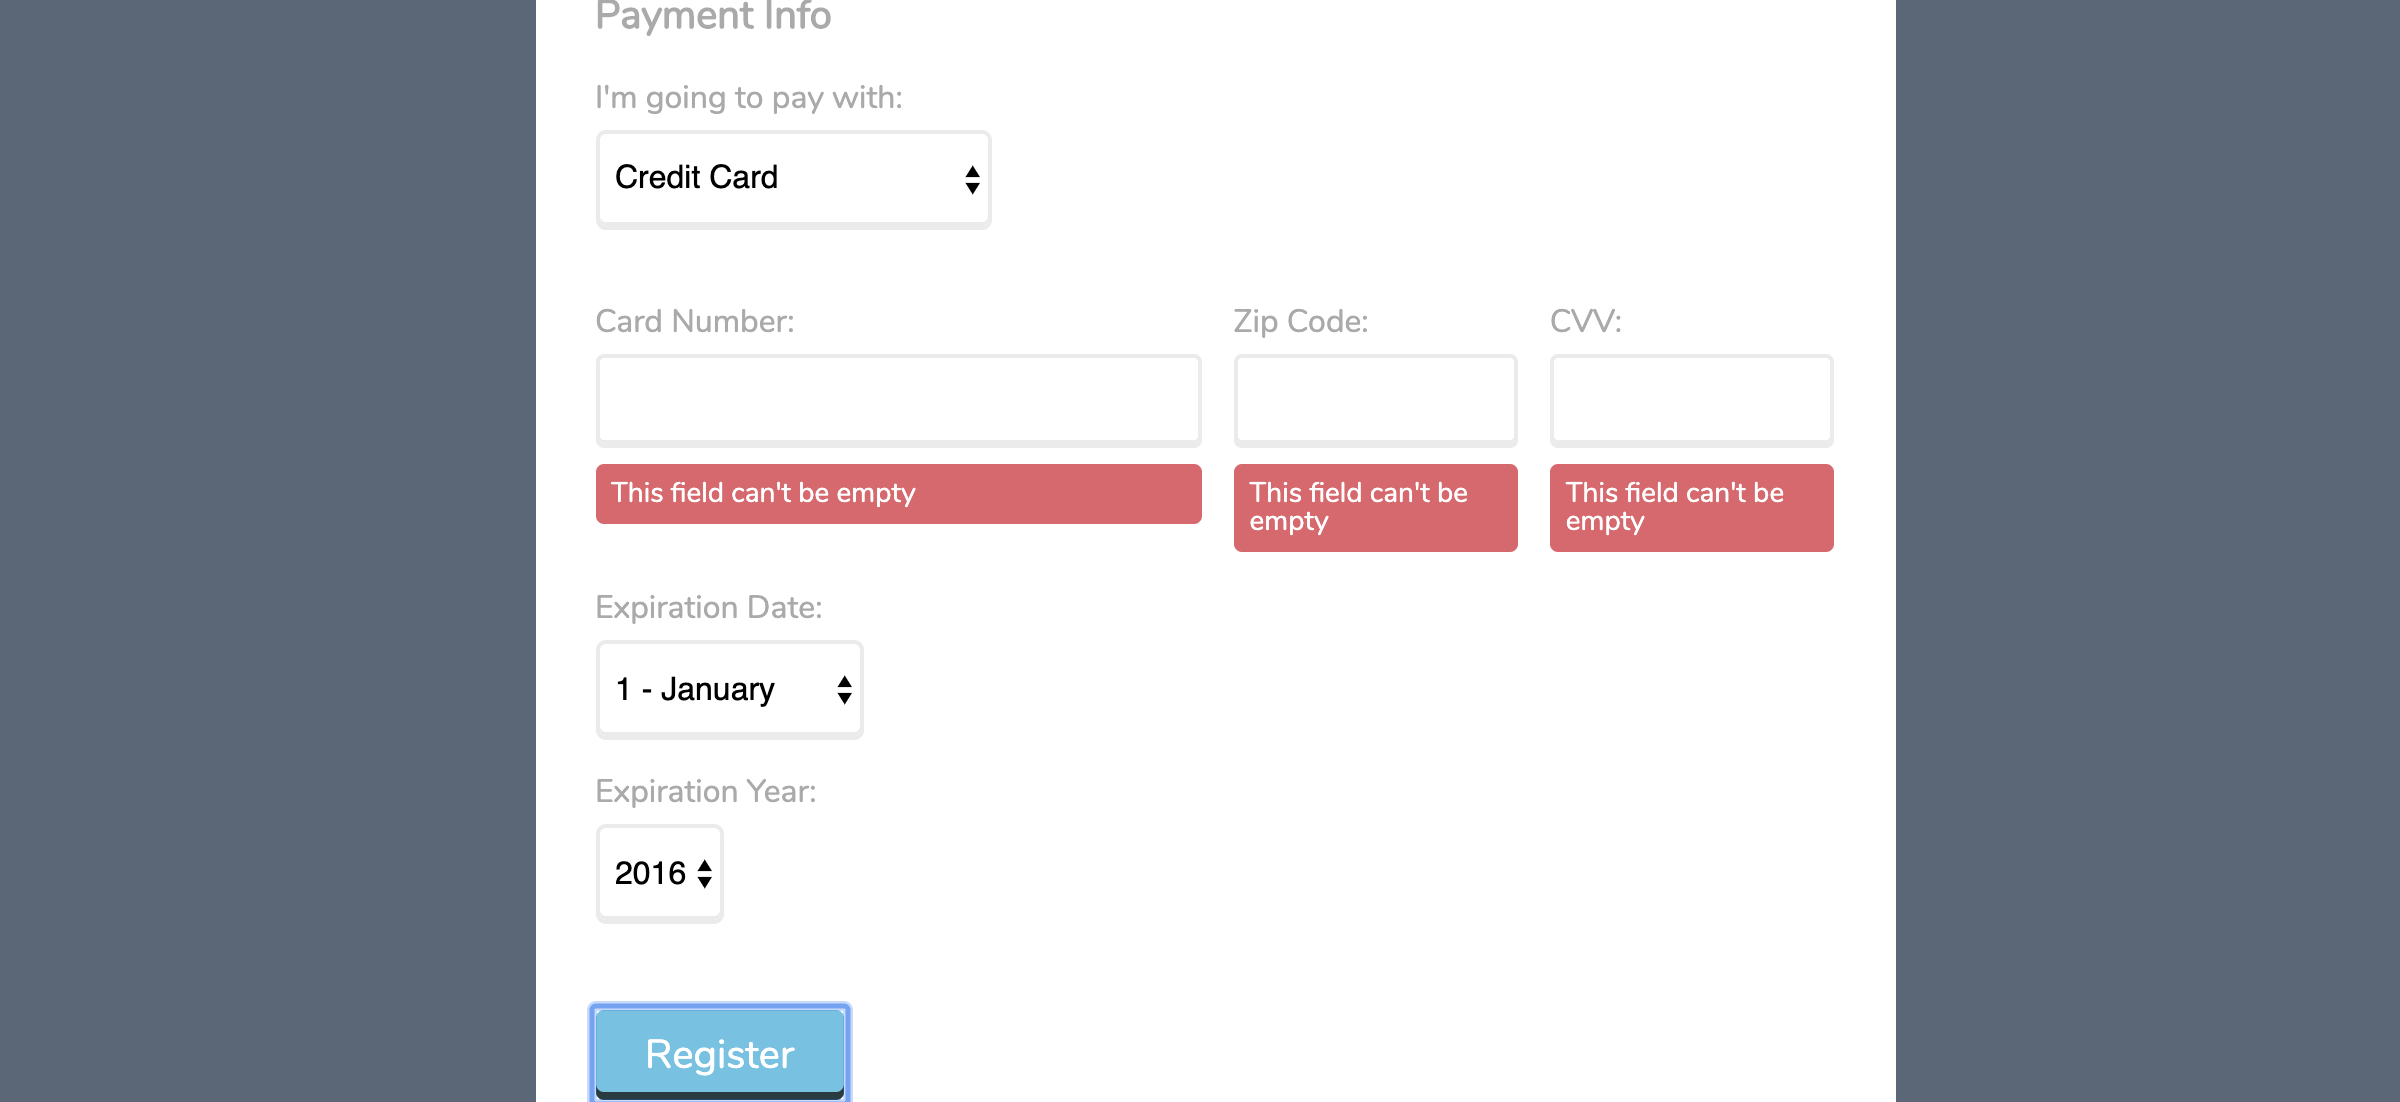 Payment Info
I'm going to pay with:
Credit Card
Card Number:
Zip Code:
CVV:
This field can't be empty
This field can't be
empty
This field can't be
empty
Expiration Date:
1 - January
Expiration Year:
2016
Register